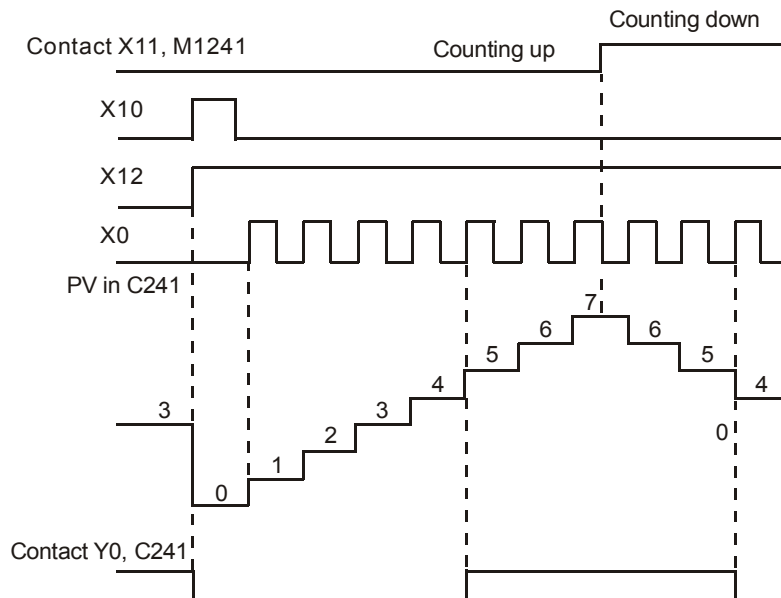 Counting down
Contact X11, M1241
Counting up
X10
X12
X0
PV in C241
7
6
6
5
5
4
4
3
3
0
2
1
0
Contact Y0, C241